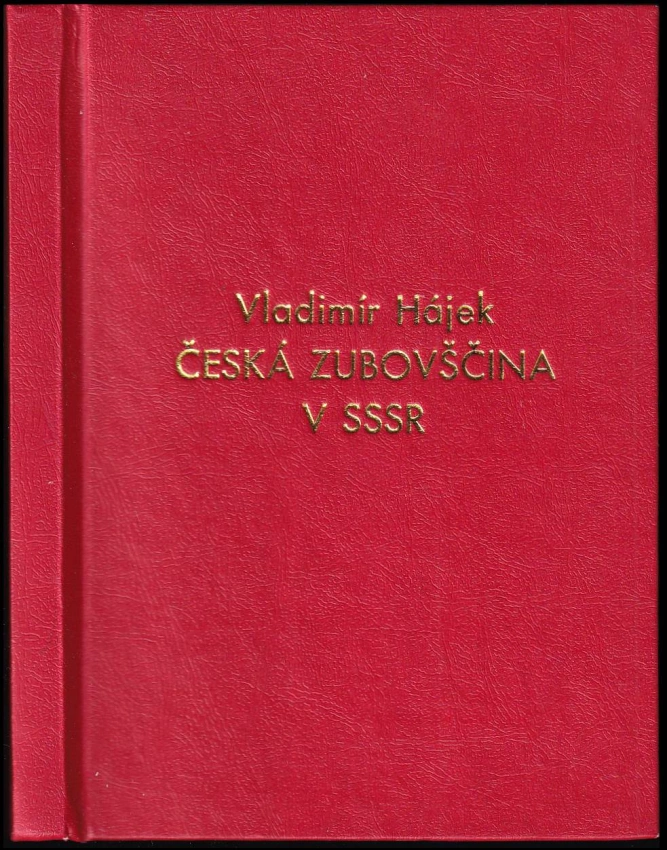 Vladimír Hájek
ČESKÁ ZUBOVŠČINA
V SSSR